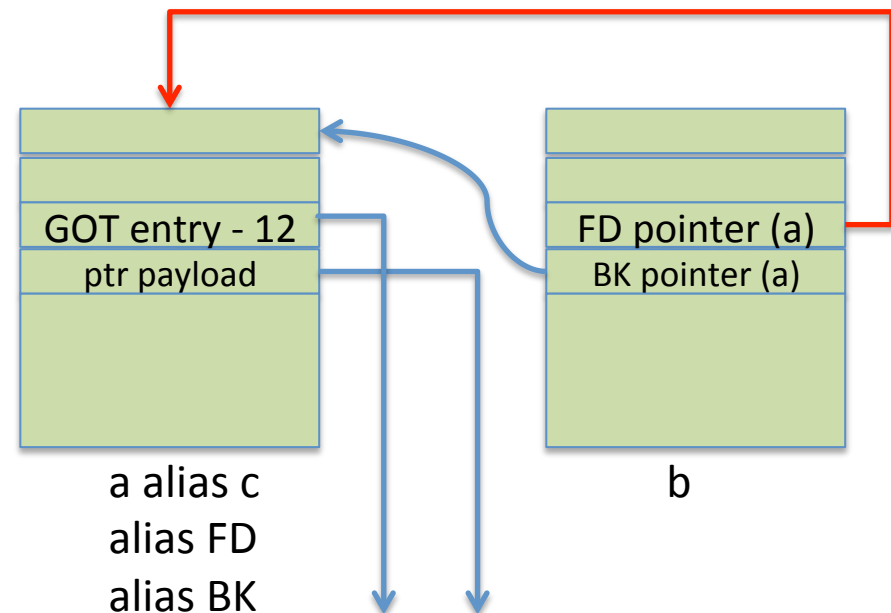 GOT entry - 12
ptr payload
FD pointer (a)
BK pointer (a)
a alias c
alias FD
alias BK
b